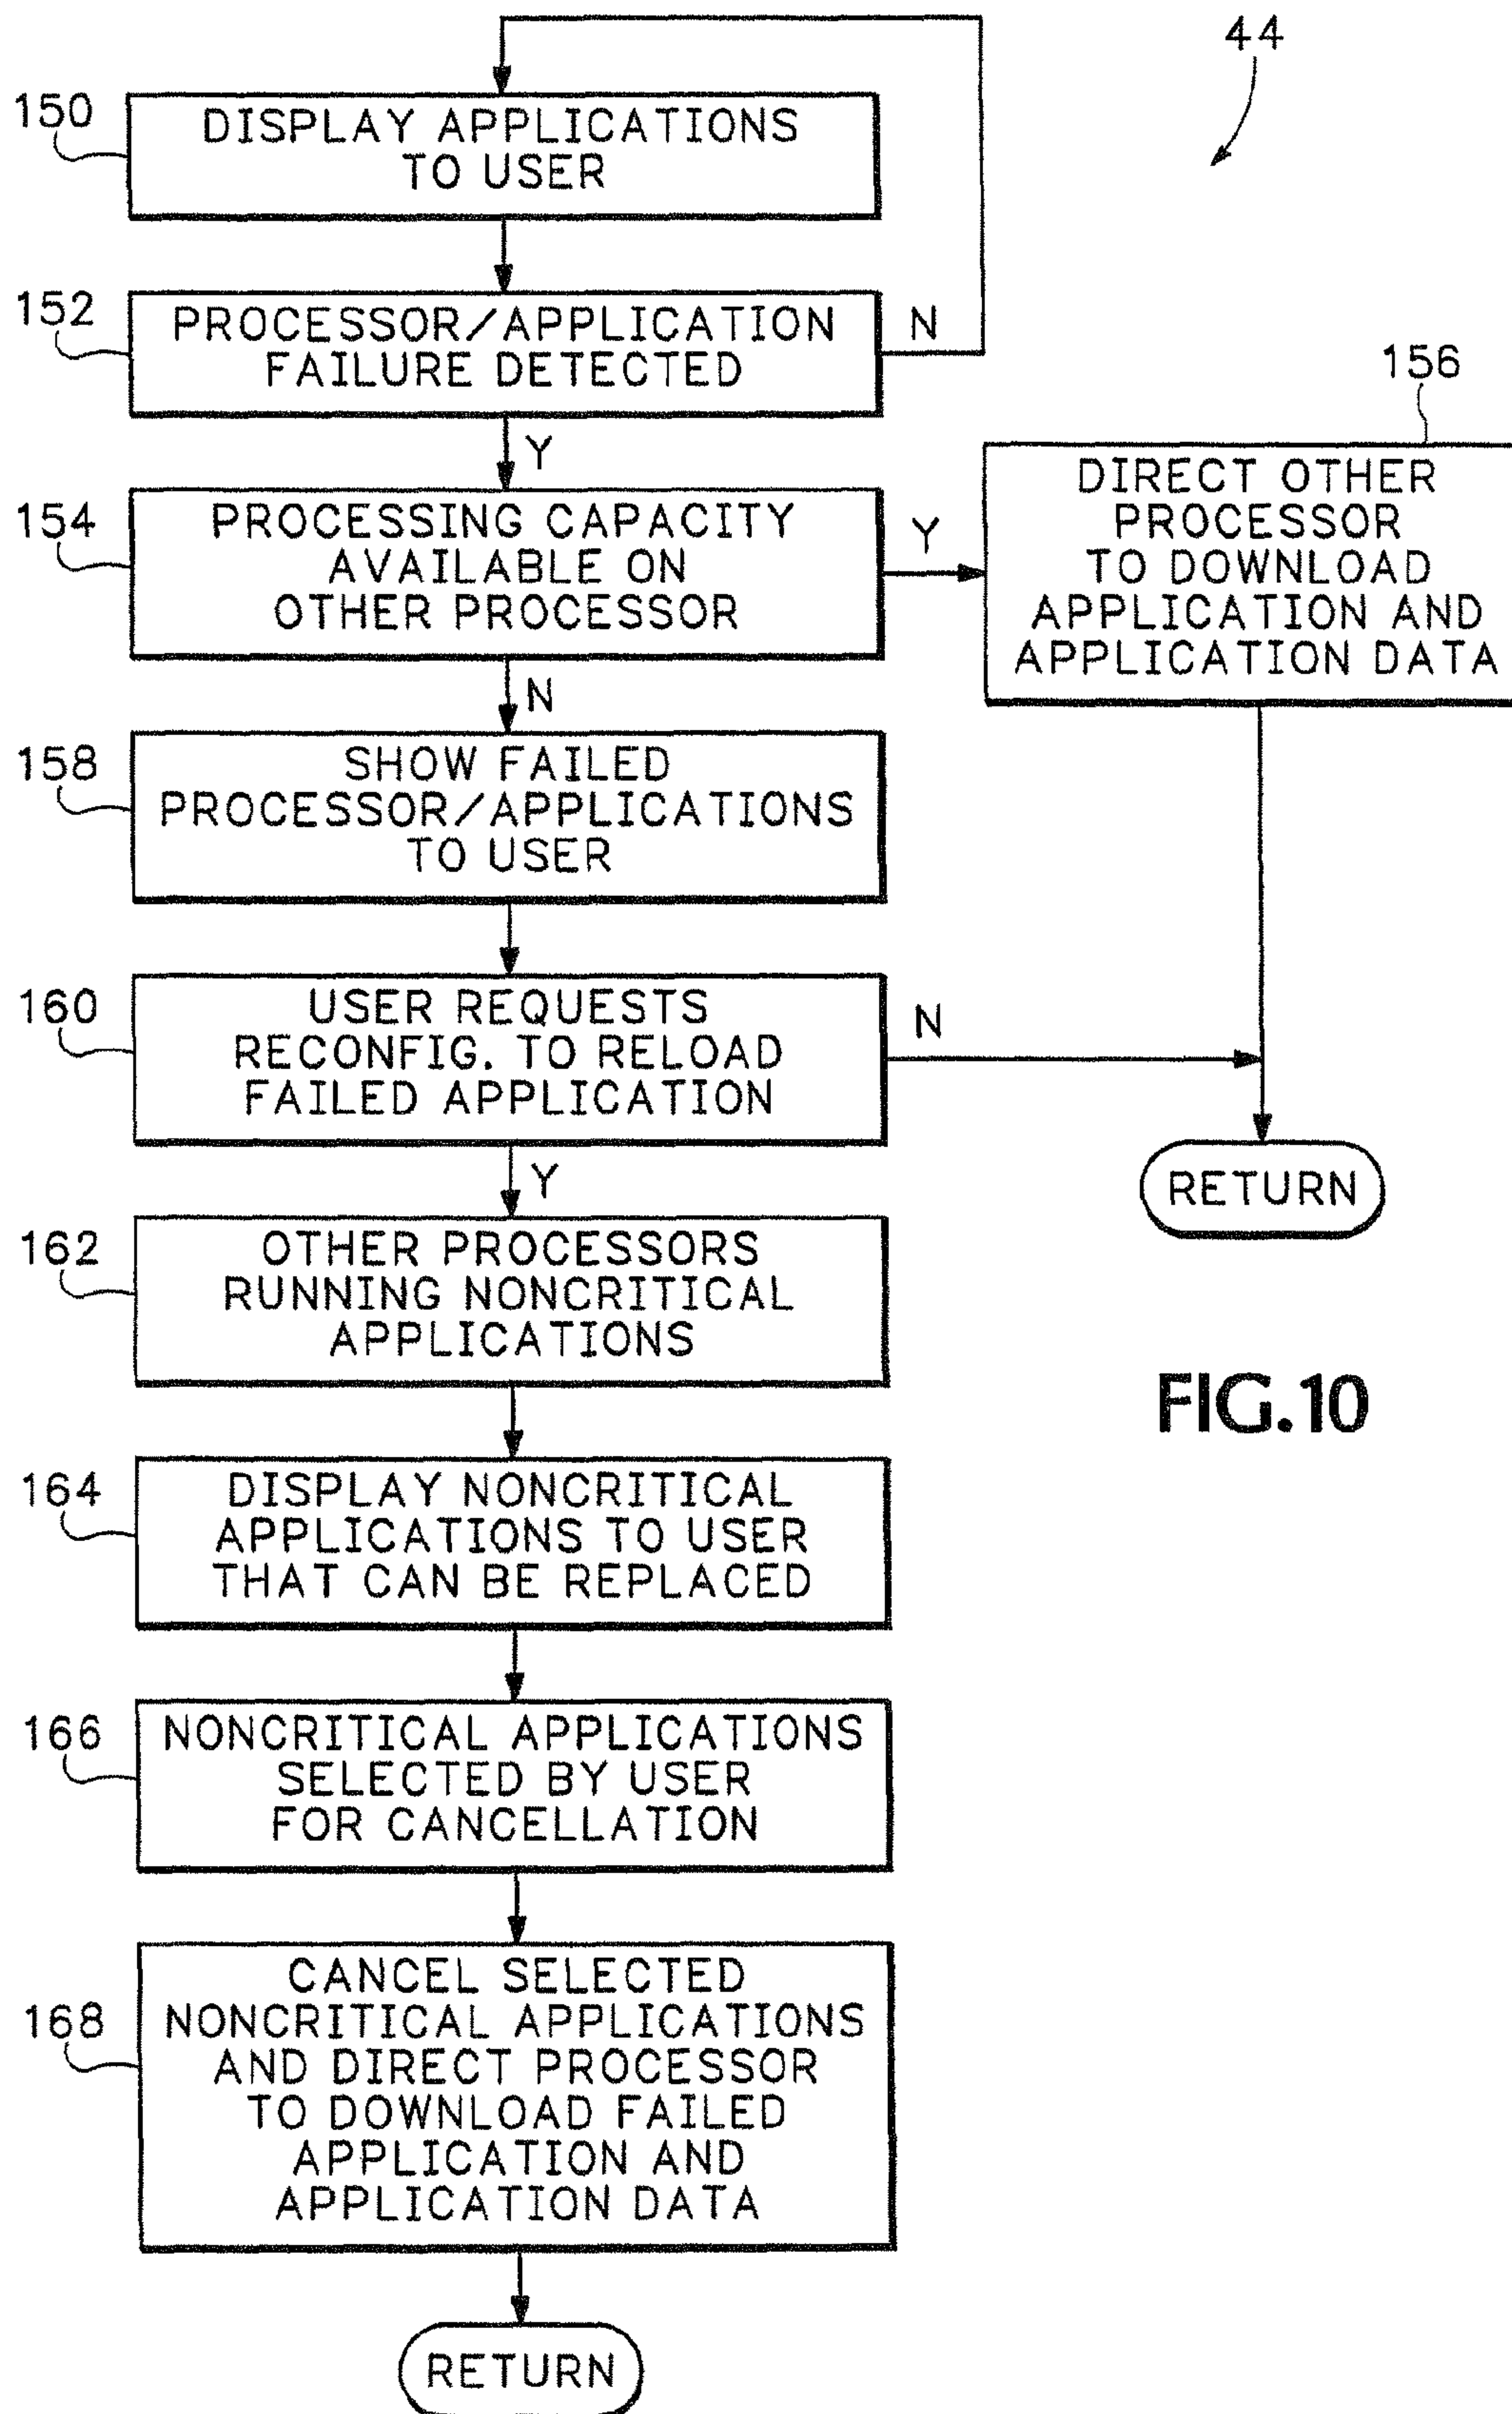 44
150
DISPLAY APPLICATIONS
TO USER
152
PROCESSOR/APPLICATION
FAILURE DETECTED
N
Y
154
PROCESSING CAPACITY
AVAILABLE ON
OTHER PROCESSOR
Y
156
DIRECT OTHER
PROCESSOR
TO DOWNLOAD
APPLICATION AND
APPLICATION DATA
N
158
SHOW FAILED
PROCESSOR/APPLICATIONS
TO USER
160
USER REQUESTS
RECONFIG. TO RELOAD
FAILED APPLICATION
N
RETURN
Y
162
OTHER PROCESSORS
RUNNING NONCRITICAL
APPLICATIONS
FIG.10
164
DISPLAY NONCRITICAL
APPLICATIONS TO USER
THAT CAN BE REPLACED
166
NONCRITICAL APPLICATIONS
SELECTED BY USER
FOR CANCELLATION
168
CANCEL SELECTED
NONCRITICAL APPLICATIONS
AND DIRECT PROCESSOR
TO DOWNLOAD FAILED
APPLICATION AND
APPLICATION DATA
RETURN